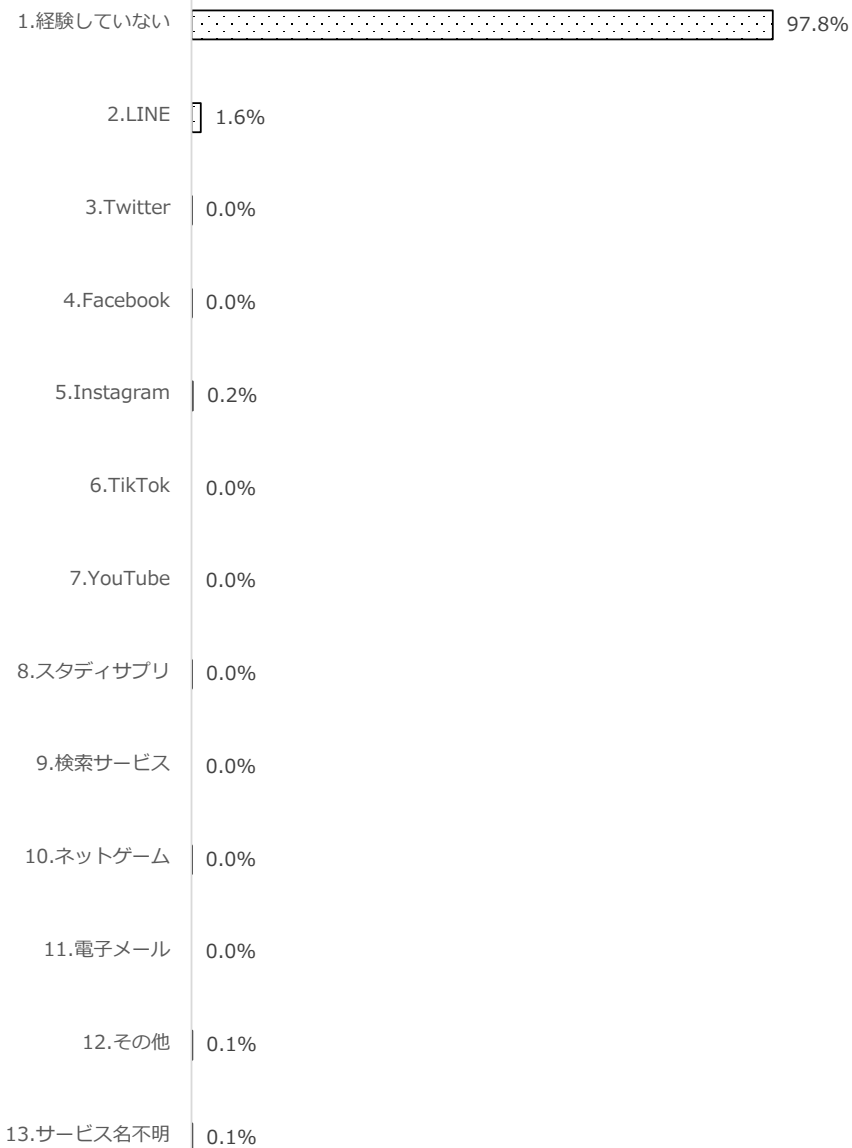 1.経験していない 97.8%
2.LINE 1.6%
3.Twitter 0.0%
4.Facebook 0.0%
5.Instagram 0.2%
6.TikTok 0.0%
7.YouTube 0.0%
8.スタディサプリ 0.0%
9.検索サービス 0.0%
10.ネットゲーム 0.0%
11.電子メール 0.0%
12.その他 0.1%
13.サービス名不明 0.1%